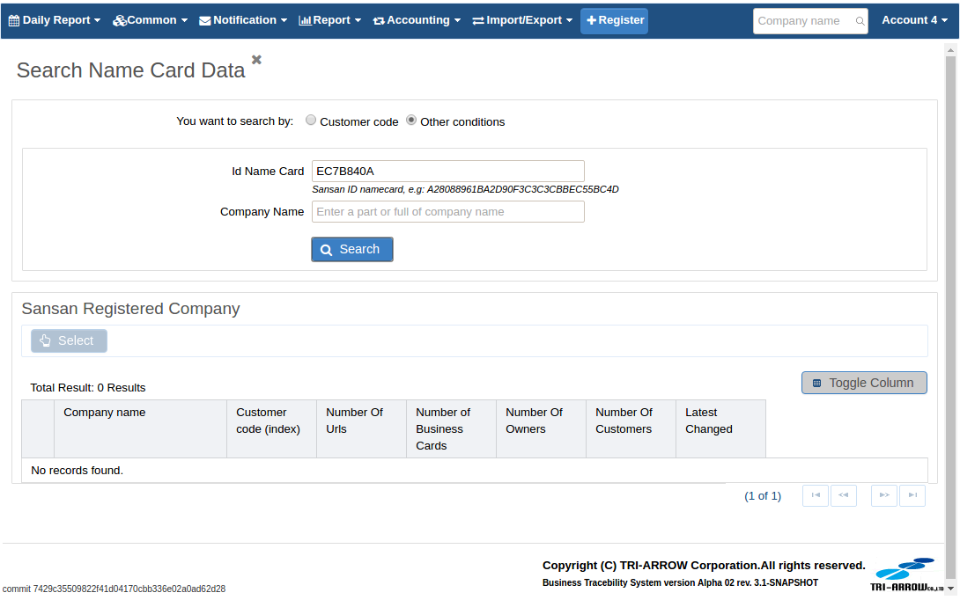 Daily Report Common Notification Report Accounting Import/Export Register Company name Account 4
Search Name Card Data
You want to search by: Customer code Other conditions
Id Name Card EC7B840A
Sansan ID namecard, e.g: A28088961BA2D90F3C3C3CBBEC55BC4D
Company Name Enter a part or full of company name
Search
Sansan Registered Company
Select
Total Result: 0 Results
Toggle Column
Company name
Customer code (index)
Number Of Urls
Number of Business Cards
Number Of Owners
Number Of Customers
Latest Changed
No records found.
(1 of 1)
Copyright (C) TRI-ARROW Corporation.All rights reserved.
Business Tracebility System version Alpha 02 rev. 3.1-SNAPSHOT
TRI-ARROW CO.,LTD
commit 7429c35509822f41d04170cbb336e02a0ad62d28